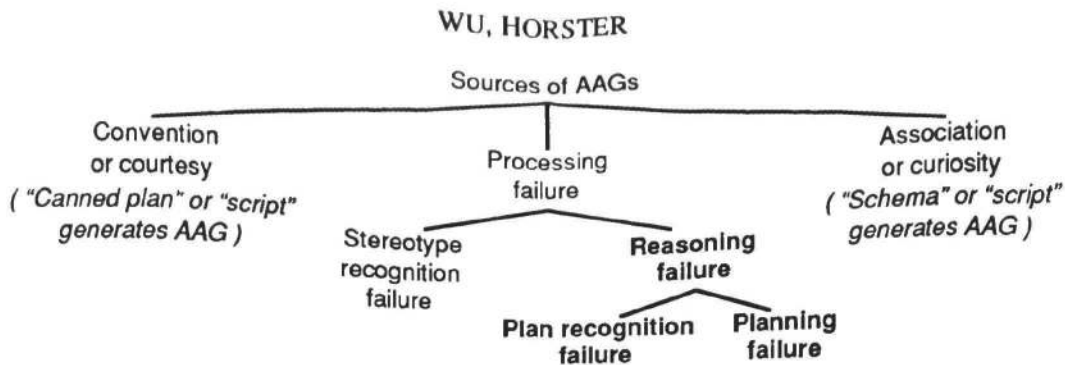 WU, HORSTER
Sources of AAGs
Convention
or courtesy
( "Canned plan" or "script"
generates AAG )
Processing
failure
Association
or curiosity
( "Schema" or "script"
generates AAG )
Stereotype
recognition
failure
Reasoning
failure
Plan recognition
failure
Planning
failure